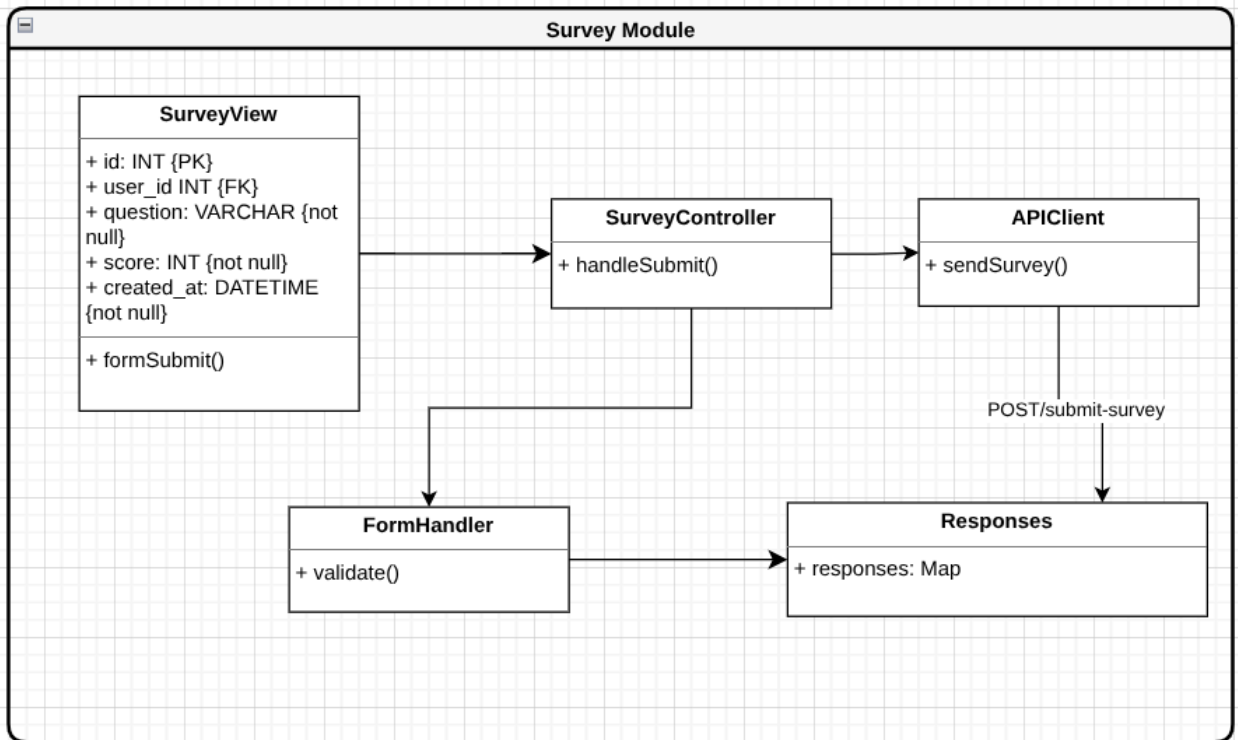 Survey Module
SurveyView
+ id: INT {PK}
+ user_id INT {FK}
+ question: VARCHAR {not
null}
+ score: INT {not null}
+ created_at: DATETIME
{not null}
+ formSubmit()
SurveyController
+ handleSubmit()
APIClient
+ sendSurvey()
POST/submit-survey
FormHandler
+ validate()
Responses
+ responses: Map